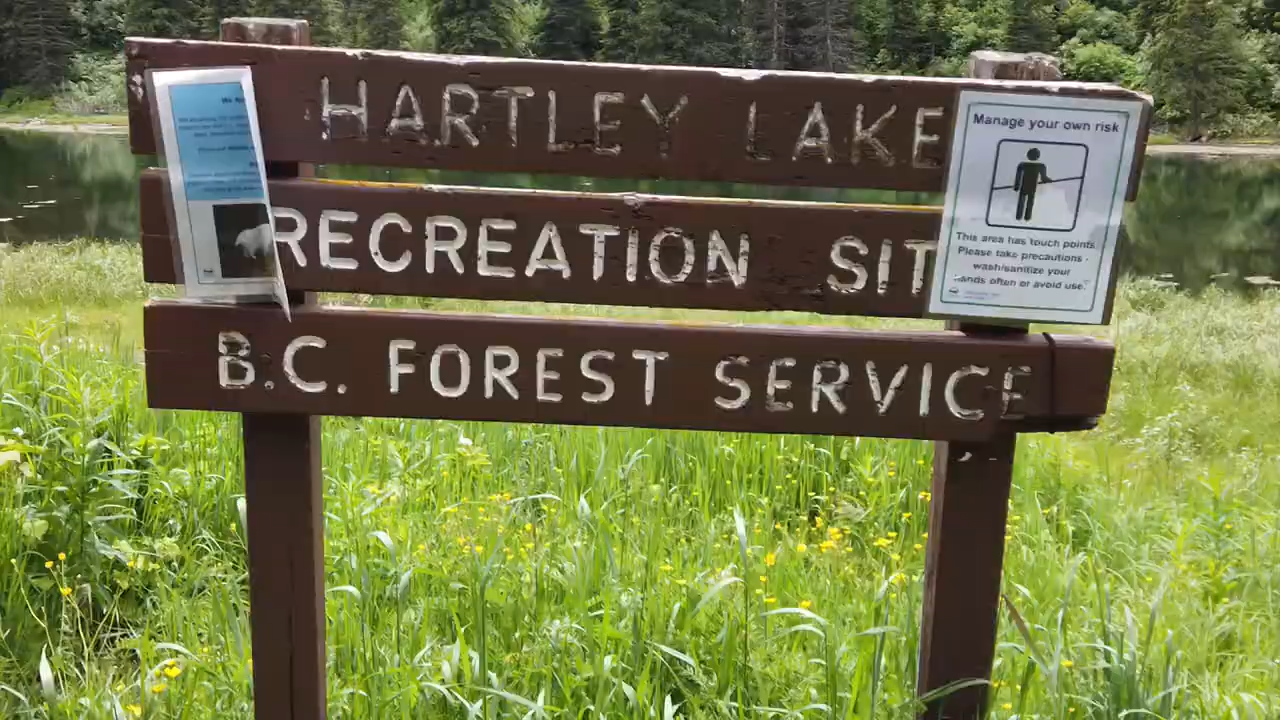 HARTLEY LAKE
RECREATION SIT
B.C. FOREST SERVICE
We
Manage your own risk
This area has touch points.
Please take precautions -
wash/sanitize your
hands often or avoid use.